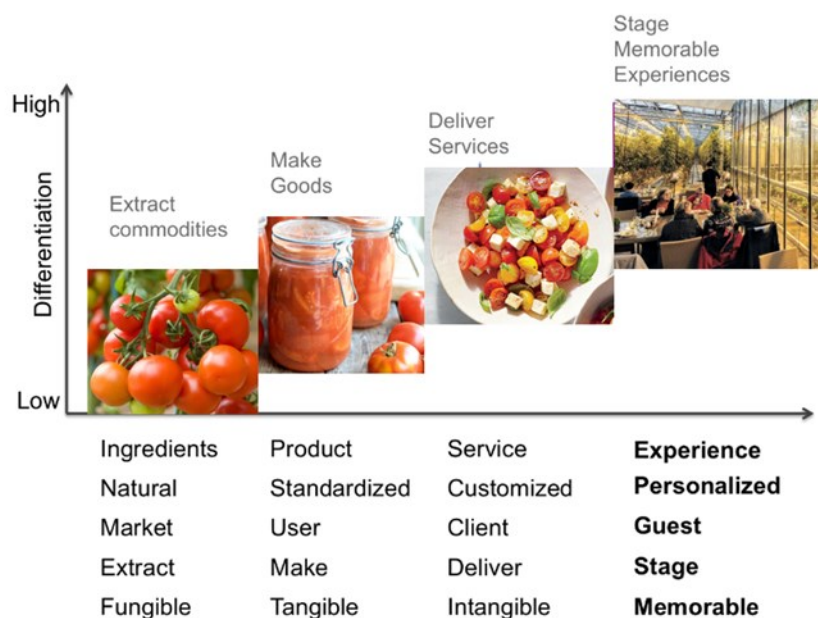 Stage
Memorable
Experiences
High
Deliver
Services
Make
Goods
Extract
commodities
Differentiation
Low
Ingredients Product Service Experience
Natural Standardized Customized Personalized
Market User Client Guest
Extract Make Deliver Stage
Fungible Tangible Intangible Memorable